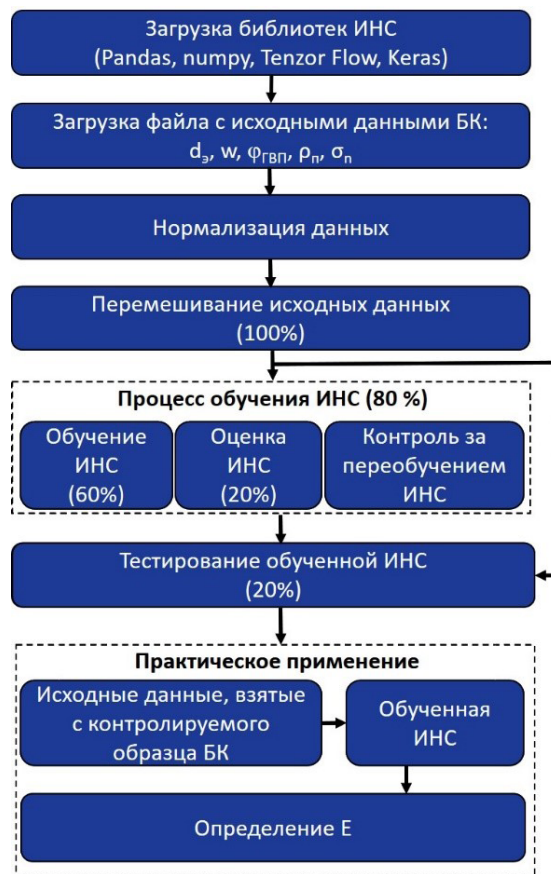 Загрузка библиотек ИНС
(Pandas, numpy, Tenzor Flow, Keras)
Загрузка файла с исходными данными БК:
dэ, w, φГВП, ρп, σп
Нормализация данных
Перемешивание исходных данных
(100%)
Процесс обучения ИНС (80 %)
Обучение
ИНС
(60%)
Оценка
ИНС
(20%)
Контроль за
переобучением
ИНС
Тестирование обученной ИНС
(20%)
Практическое применение
Исходные данные, взятые
с контролируемого
образца БК
Обученная
ИНС
Определение Е